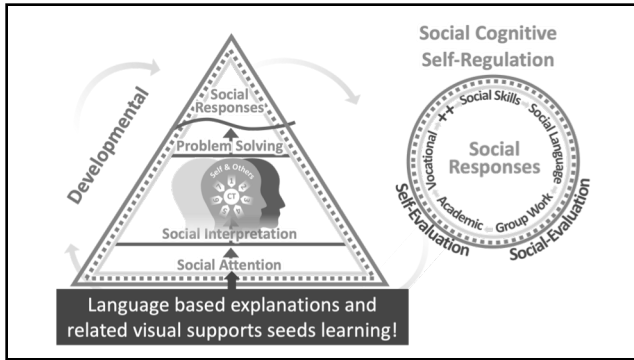 Social Cognitive
Self-Regulation
Developmental
Social
Responses
Problem Solving
Self & Others
CT
Social Interpretation
Social Attention
Language based explanations and
related visual supports seeds learning!
++ Social Skills – Social Language
Vocational
Academic – Group Work
Social
Responses
Self-Evaluation
Social-Evaluation